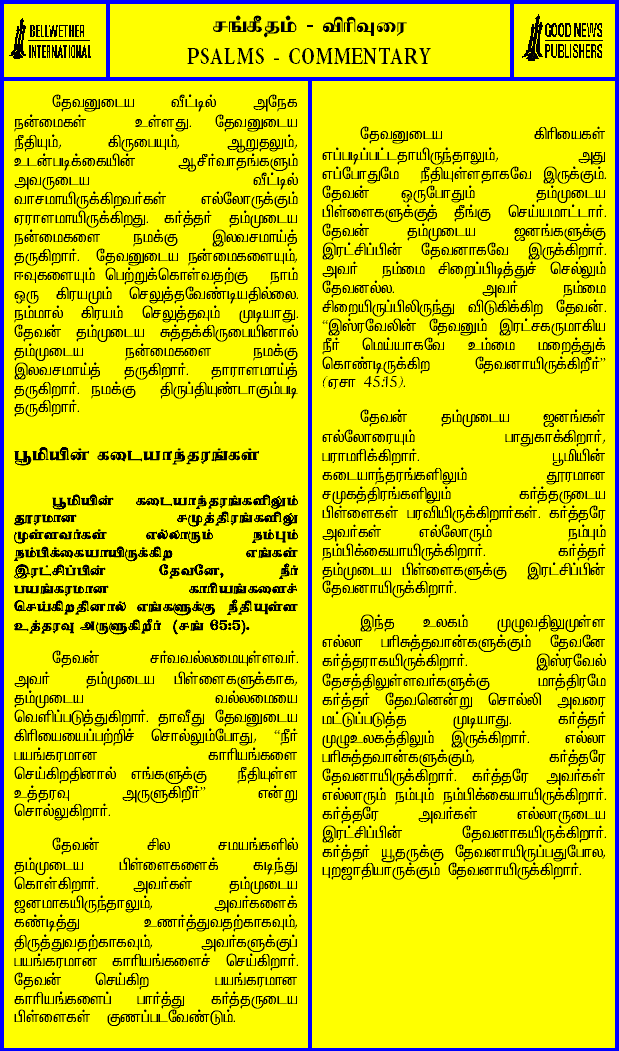 BELLWETHER
INTERNATIONAL
சங்கீதம் - விரிவுரை
PSALMS - COMMENTARY
GOOD NEWS
PUBLISHERS
தேவனுடைய வீட்டில் அநேக
நன்மைகள் உள்ளது. தேவனுடைய
நீதியும், கிருபையும், ஆறுதலும்,
உடன்படிக்கையின் ஆசீர்வாதங்களும்
அவருடைய வீட்டில்
வாசமாயிருக்கிறவர்கள் எல்லோருக்கும்
ஏராளமாயிருக்கிறது. கர்த்தர் தம்முடைய
நன்மைகளை நமக்கு இலவசமாய்த்
தருகிறார். தேவனுடைய நன்மைகளையும்,
ஈவுகளையும் பெற்றுக்கொள்வதற்கு நாம்
ஒரு கிரயமும் செலுத்தவேண்டியதில்லை.
நம்மால் கிரயம் செலுத்தவும் முடியாது.
தேவன் தம்முடைய சுத்தக்கிருபையினால்
தம்முடைய நன்மைகளை நமக்கு
இலவசமாய்த் தருகிறார். தாராளமாய்த்
தருகிறார். நமக்கு திருப்தியுண்டாகும்படி
தருகிறார்.
பூமியின் கடையாந்தரங்கள்
பூமியின் கடையாந்தரங்களிலும்
தூரமான சமுத்திரங்களிலு
முள்ளவர்கள் எல்லாரும் நம்பும்
நம்பிக்கையாயிருக்கிற எங்கள்
இரட்சிப்பின் தேவனே, நீர்
பயங்கரமான காரியங்களைச்
செய்கிறதினால் எங்களுக்கு நீதியுள்ள
உத்தரவு அருளுகிறீர் (சங் 65:5).
தேவன் சர்வவல்லமையுள்ளவர்.
அவர் தம்முடைய பிள்ளைகளுக்காக,
தம்முடைய வல்லமையை
வெளிப்படுத்துகிறார். தாவீது தேவனுடைய
கிரியையைப்பற்றிச் சொல்லும்போது, “நீர்
பயங்கரமான காரியங்களை
செய்கிறதினால் எங்களுக்கு நீதியுள்ள
உத்தரவு அருளுகிறீர்” என்று
சொல்லுகிறார்.
தேவன் சில சமயங்களில்
தம்முடைய பிள்ளைகளைக் கடிந்து
கொள்கிறார். அவர்கள் தம்முடைய
ஜனமாகயிருந்தாலும், அவர்களைக்
கண்டித்து உணர்த்துவதற்காகவும்,
திருத்துவதற்காகவும், அவர்களுக்குப்
பயங்கரமான காரியங்களைச் செய்கிறார்.
தேவன் செய்கிற பயங்கரமான
காரியங்களைப் பார்த்து கர்த்தருடைய
பிள்ளைகள் குணப்படவேண்டும்.
தேவனுடைய கிரியைகள்
எப்படிப்பட்டதாயிருந்தாலும், அது
எப்போதுமே நீதியுள்ளதாகவே இருக்கும்.
தேவன் ஒருபோதும் தம்முடைய
பிள்ளைகளுக்குத் தீங்கு செய்யமாட்டார்.
தேவன் தம்முடைய ஜனங்களுக்கு
இரட்சிப்பின் தேவனாகவே இருக்கிறார்.
அவர் நம்மை சிறைப்பிடித்துச் செல்லும்
தேவனல்ல. அவர் நம்மை
சிறையிருப்பிலிருந்து விடுகிக்கிற தேவன்.
“இஸ்ரவேலின் தேவனும் இரட்சகருமாகிய
நீர் மெய்யாகவே உம்மை மறைத்துக்
கொண்டிருக்கிற தேவனாயிருக்கிறீர்”
(ஏசா 45:15).
தேவன் தம்முடைய ஜனங்கள்
எல்லோரையும் பாதுகாக்கிறார்,
பராமரிக்கிறார். பூமியின்
கடையாந்தரங்களிலும் தூரமான
சமுகத்திரங்களிலும் கர்த்தருடைய
பிள்ளைகள் பரவியிருக்கிறார்கள். கர்த்தரே
அவர்கள் எல்லோரும் நம்பும்
நம்பிக்கையாயிருக்கிறார். கர்த்தர்
தம்முடைய பிள்ளைகளுக்கு இரட்சிப்பின்
தேவனாயிருக்கிறார்.
இந்த உலகம் முழுவதிலுமுள்ள
எல்லா பரிசுத்தவான்களுக்கும் தேவனே
கர்த்தராகயிருக்கிறார். இஸ்ரவேல்
தேசத்திலுள்ளவர்களுக்கு மாத்திரமே
கர்த்தர் தேவனென்று சொல்லி அவரை
மட்டுப்படுத்த முடியாது. கர்த்தர்
முழுஉலகத்திலும் இருக்கிறார். எல்லா
பரிசுத்தவான்களுக்கும், கர்த்தரே
தேவனாயிருக்கிறார். கர்த்தரே அவர்கள்
எல்லாரும் நம்பும் நம்பிக்கையாயிருக்கிறார்.
கர்த்தரே அவர்கள் எல்லாருடைய
இரட்சிப்பின் தேவனாகயிருக்கிறார்.
கர்த்தர் யூதருக்கு தேவனாயிருப்பதுபோல,
புறஜாதியாருக்கும் தேவனாயிருக்கிறார்.